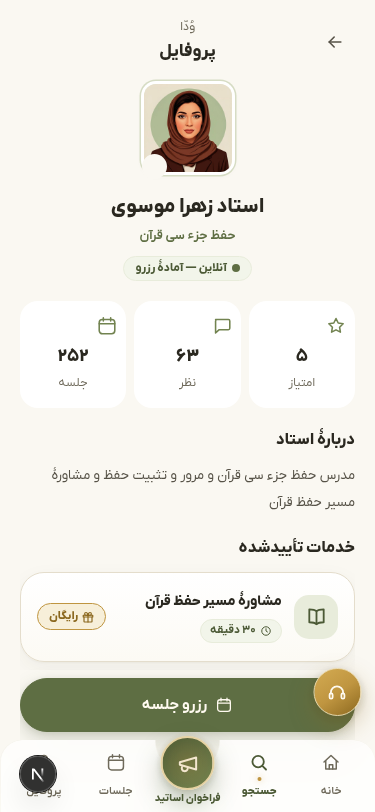 وُدّا
پروفایل
استاد زهرا موسوی
حفظ جزء سی قرآن
آنلاین — آمادهٔ رزرو
۵
امتیاز
۶۳
نظر
۲۵۲
جلسه
دربارهٔ استاد
مدرس حفظ جزء سی قرآن و مرور و تثبیت حفظ و مشاورهٔ
مسیر حفظ قرآن
خدمات تأییدشده
مشاورهٔ مسیر حفظ قرآن
۳۰ دقیقه
رایگان
رزرو جلسه
خانه
جستجو
فراخوان اساتید
جلسات
پروفایل
N